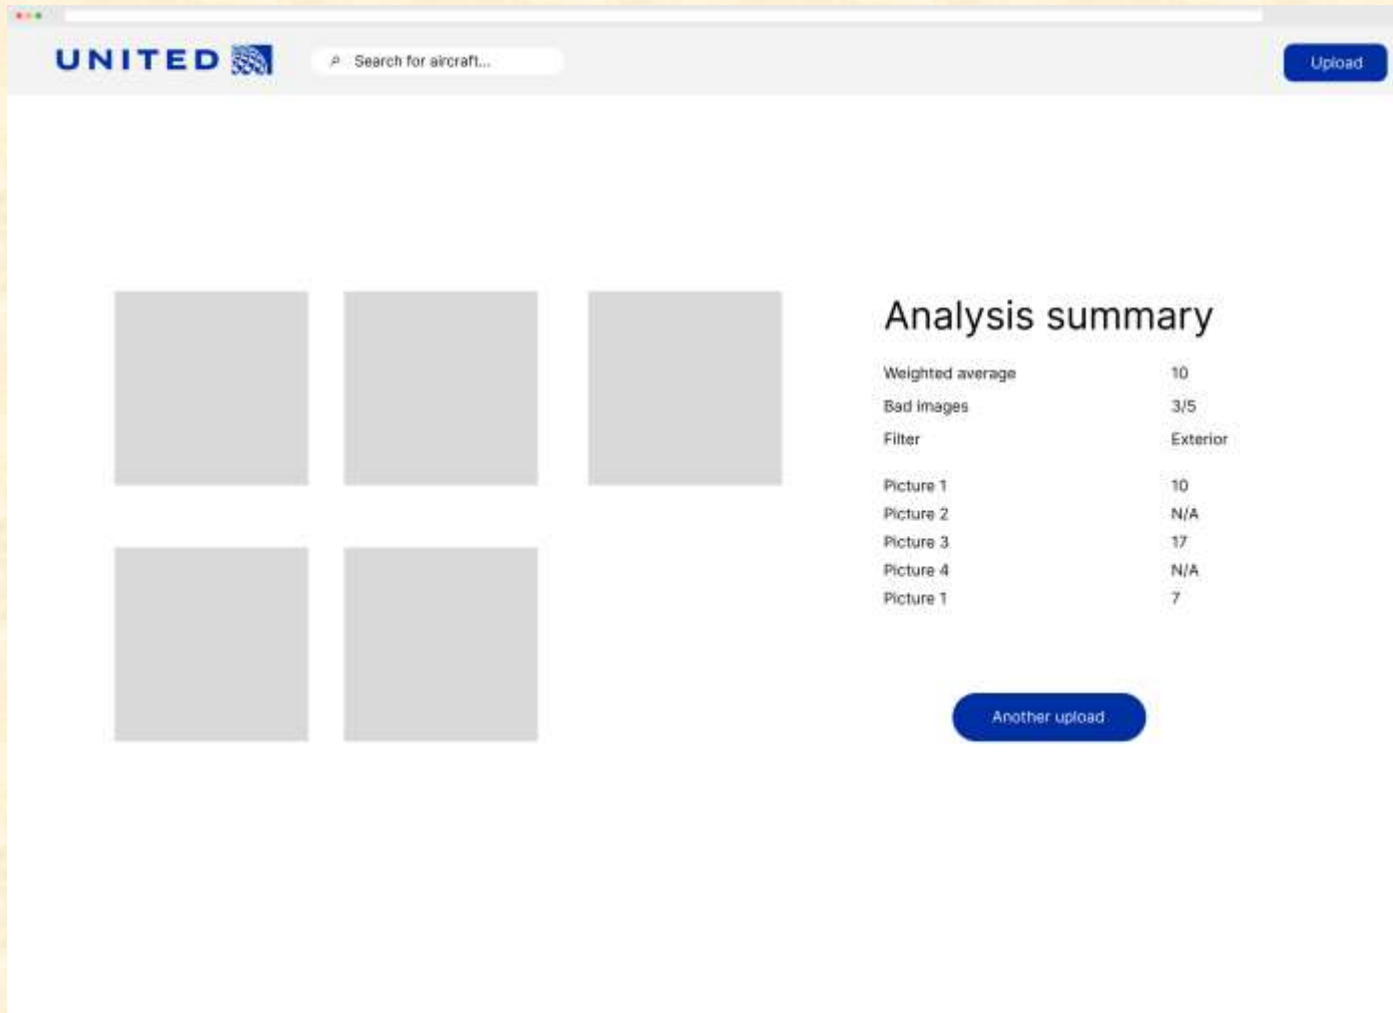 UNITED
Search for aircraft...
Upload
Analysis summary
Weighted average 10
Bad images 3/5
Filter Exterior
Picture 1 10
Picture 2 N/A
Picture 3 17
Picture 4 N/A
Picture 1 7
Another upload